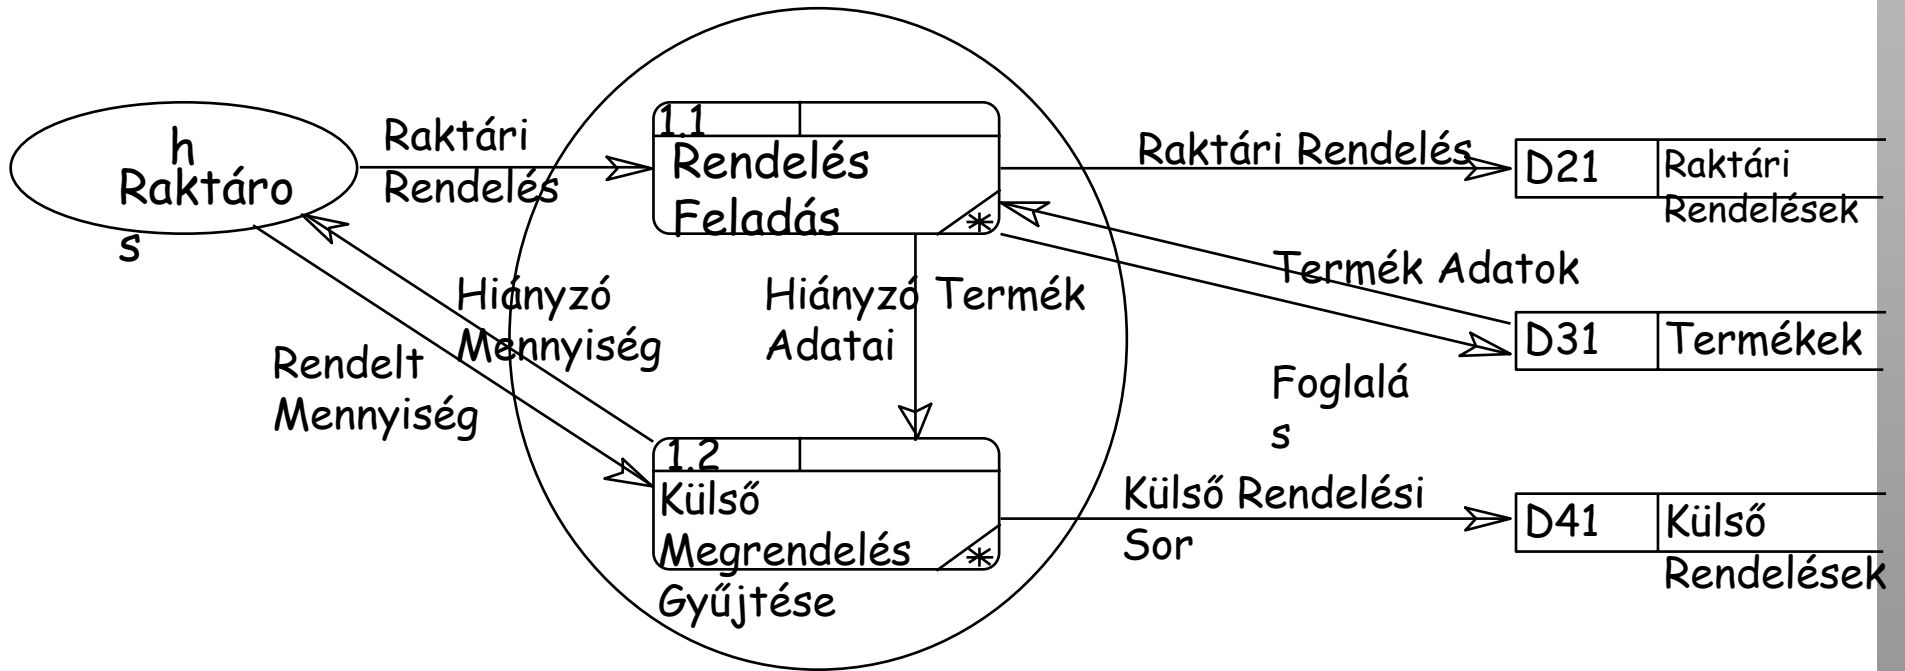 h
Raktáro
s
Raktári
Rendelés
1.1
Rendelés
Feladás
*
Raktári Rendelés
D21
Raktári
Rendelések
Hiányzó
Mennyiség
Hiányzó Termék
Adatai
Termék Adatok
D31
Termékek
Rendelt
Mennyiség
Foglalá
s
1.2
Külső
Megrendelés
Gyűjtése
*
Külső Rendelési
Sor
D41
Külső
Rendelések